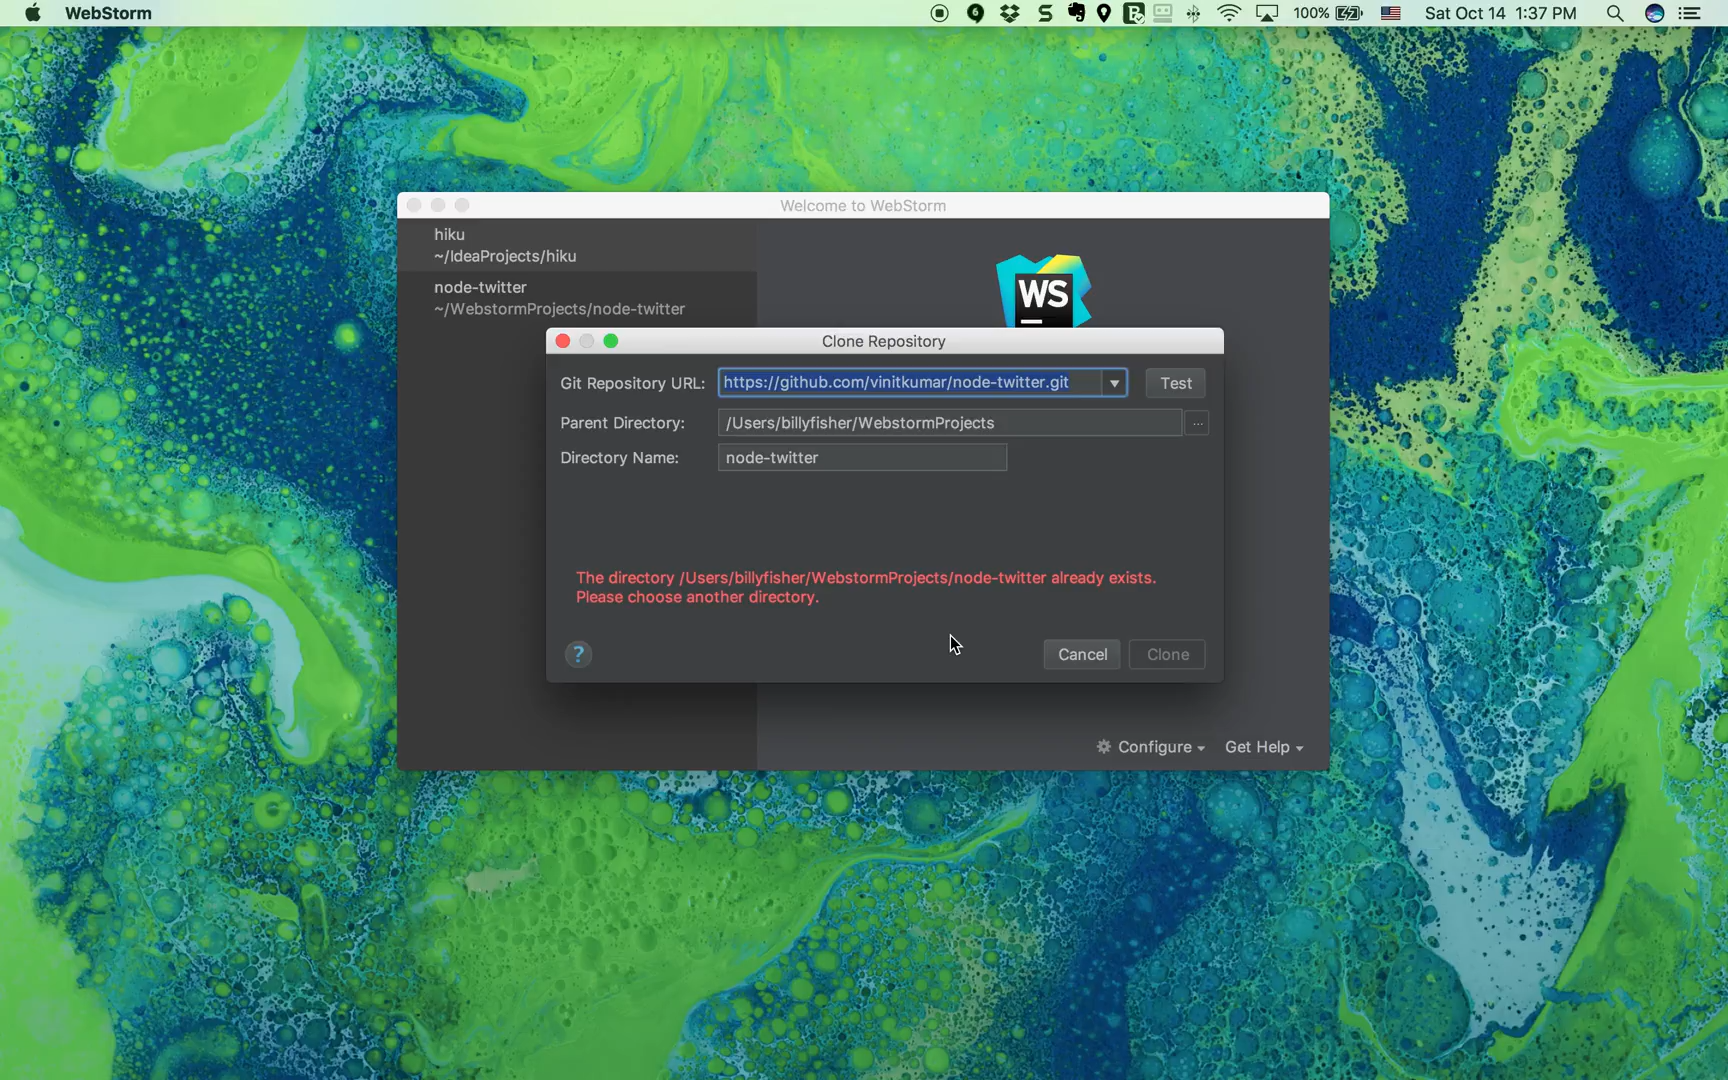 WebStorm
100%
Sat Oct 14 1:37 PM
Welcome to WebStorm
hiku
~/IdeaProjects/hiku
node-twitter
~/WebstormProjects/node-twitter
WS
Clone Repository
Git Repository URL: https://github.com/vinitkumar/node-twitter.git Test
Parent Directory: /Users/billyfisher/WebstormProjects ...
Directory Name: node-twitter
The directory /Users/billyfisher/WebstormProjects/node-twitter already exists.
Please choose another directory.
? Cancel Clone
Configure Get Help